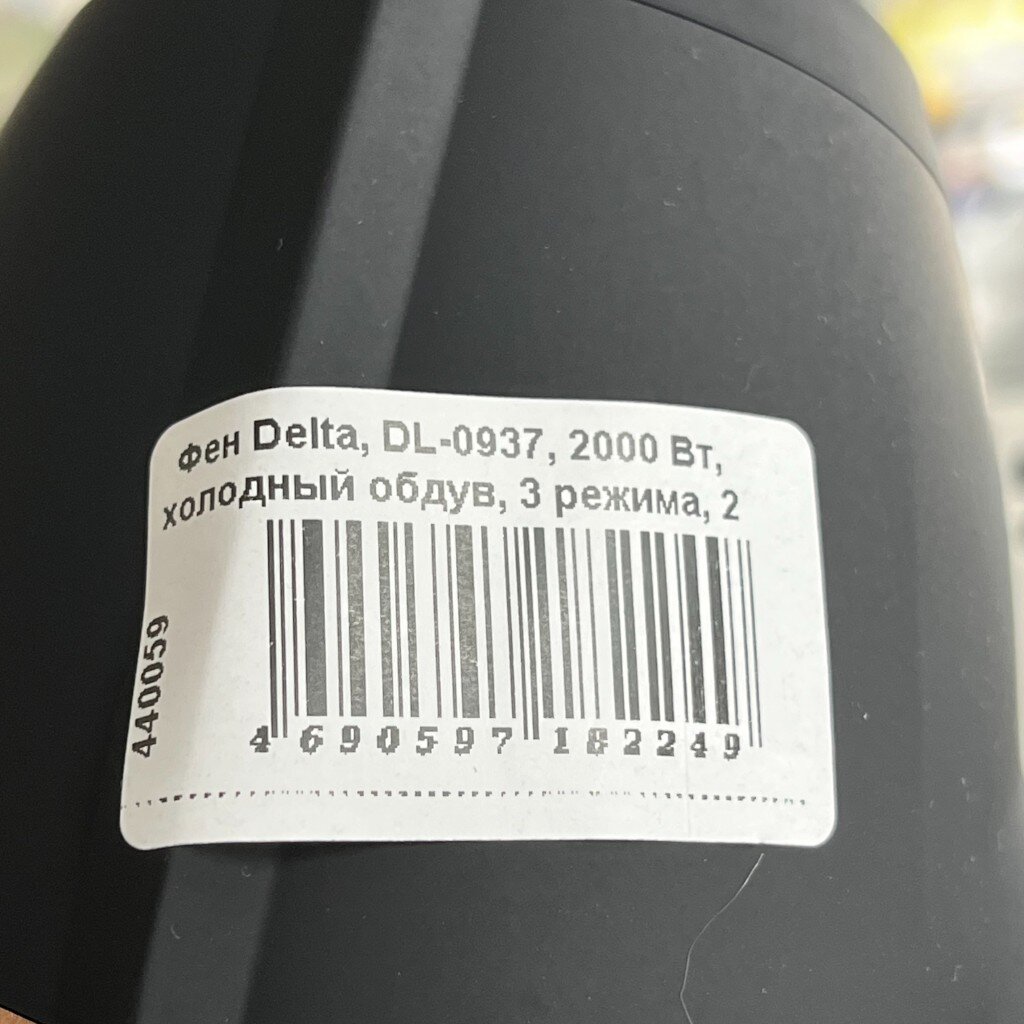 фен Delta, DL-0937, 2000 Вт,
холодный обдув, 3 режима, 2
440059
4 690597 182249